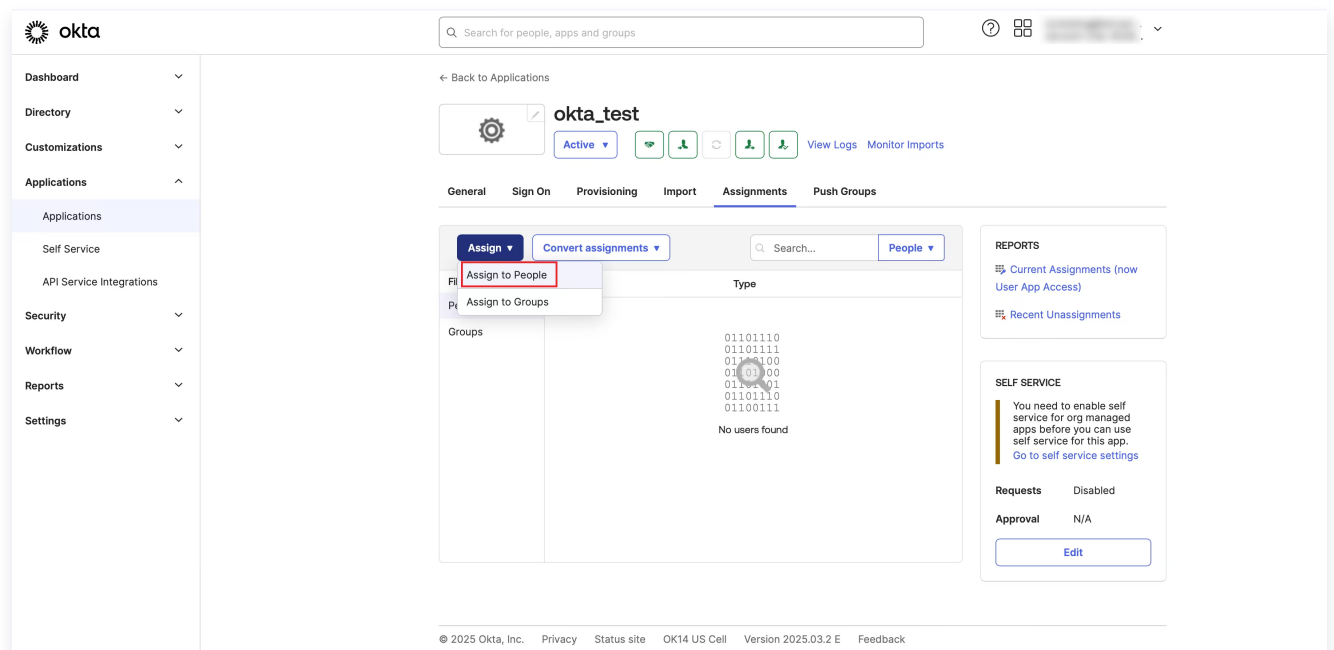 okta
Search for people, apps and groups
Dashboard
Directory
Customizations
Applications
Applications
Self Service
API Service Integrations
Security
Workflow
Reports
Settings
← Back to Applications
okta_test
Active ▼
View Logs
Monitor Imports
General
Sign On
Provisioning
Import
Assignments
Push Groups
Assign ▼
Convert assignments ▼
Search...
People ▼
Assign to People
Assign to Groups
Fil
Pe
Groups
Type
01101110
01101111
No users found
01101110
01100111
REPORTS
Current Assignments (now
User App Access)
Recent Unassignments
SELF SERVICE
You need to enable self
service for org managed
apps before you can use
self service for this app.
Go to self service settings
Requests Disabled
Approval N/A
Edit
© 2025 Okta, Inc. Privacy Status site OK14 US Cell Version 2025.03.2 E Feedback